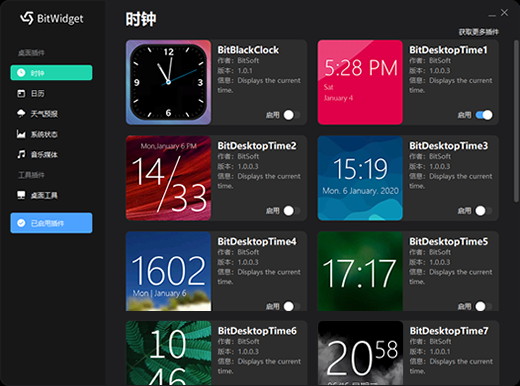 BitWidget
时钟
获取更多插件
桌面插件
时钟
日历
天气预报
系统状态
音乐媒体
工具插件
桌面工具
已启用插件
12
3
6
9
BitBlackClock
作者: BitSoft
版本: 1.0.1
信息: Displays the current
time.
启用
5:28 PM
Sat
January 4
BitDesktopTime1
作者: BitSoft
版本: 1.0.0.3
信息: Displays the current
time.
启用
Mon,January 6 PM
14/33
BitDesktopTime2
作者: BitSoft
版本: 1.0.0.3
信息: Displays the current
time.
启用
15:19
Mon. 6 January. 2020
BitDesktopTime3
作者: BitSoft
版本: 1.0.0.3
信息: Displays the current
time.
启用
1602
Mon | January 6
BitDesktopTime4
作者: BitSoft
版本: 1.0.0.3
信息: Displays the current
time.
启用
17:17
BitDesktopTime5
作者: BitSoft
版本: 1.0.0.3
信息: Displays the current
time.
启用
10
46
BitDesktopTime6
作者: BitSoft
版本: 1.0.0.3
信息: Displays the current
time.
20 58
BitDesktopTime7
作者: BitSoft
版本: 1.0.0.1
信息: Displays the current
time.